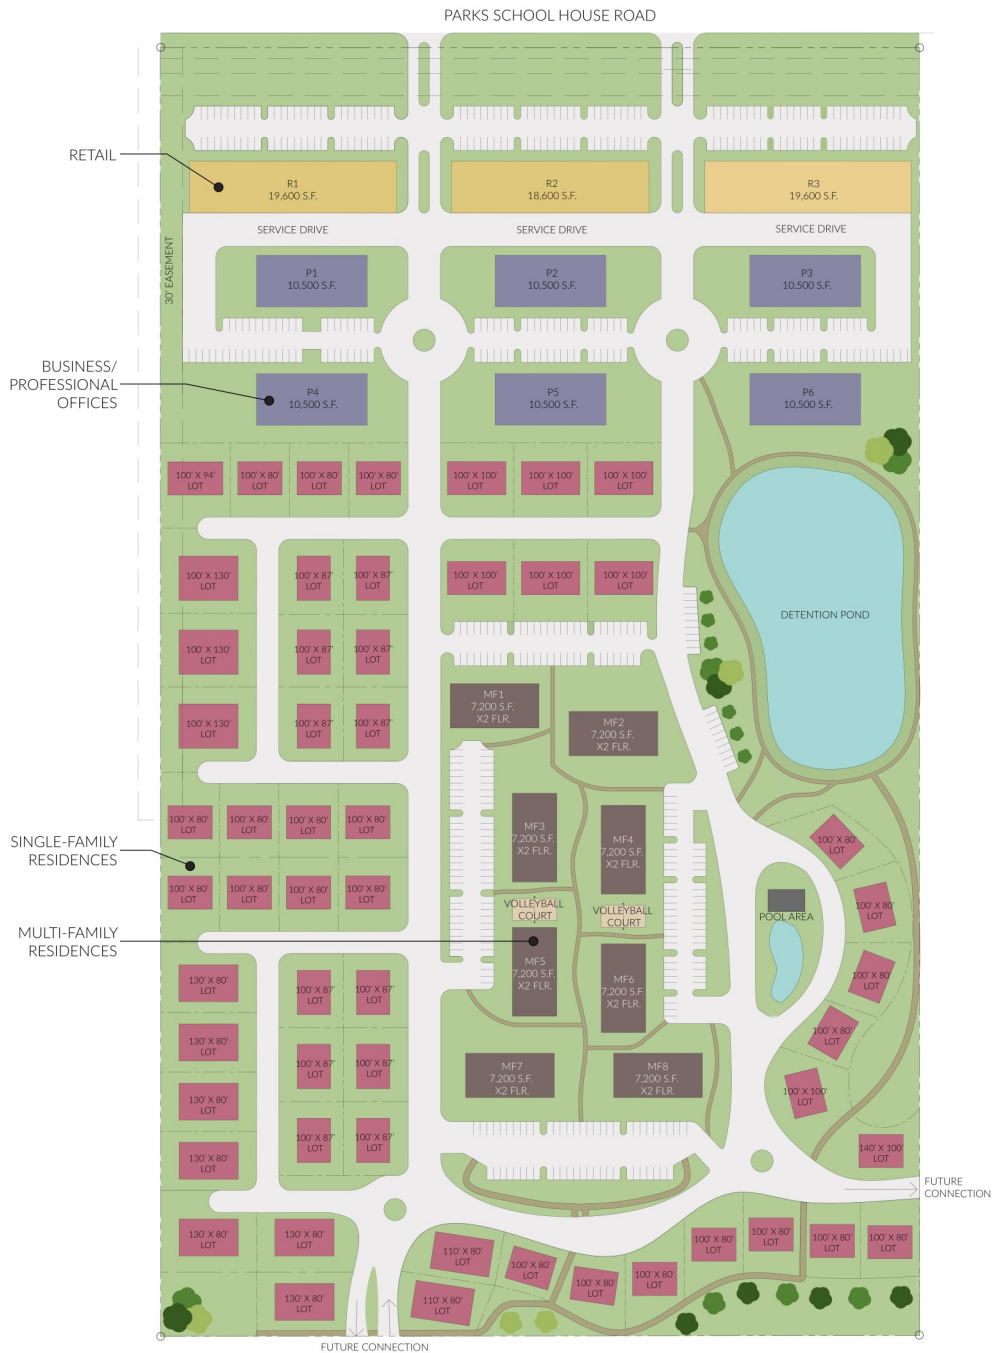 PARKS SCHOOL HOUSE ROAD
RETAIL
R1
19,600 S.F.
R2
18,600 S.F.
R3
19,600 S.F.
SERVICE DRIVE
SERVICE DRIVE
SERVICE DRIVE
30' EASEMENT
P1
10,500 S.F.
P2
10,500 S.F.
P3
10,500 S.F.
BUSINESS/
PROFESSIONAL
OFFICES
P4
10,500 S.F.
P5
10,500 S.F.
P6
10,500 S.F.
100' X 94'
LOT
100' X 80'
LOT
100' X 80'
LOT
100' X 80'
LOT
100' X 100'
LOT
100' X 100'
LOT
100' X 100'
LOT
100' X 130'
LOT
100' X 87'
LOT
100' X 87'
LOT
100' X 100'
LOT
100' X 100'
LOT
100' X 100'
LOT
DETENTION POND
100' X 130'
LOT
100' X 87'
LOT
100' X 87'
LOT
100' X 130'
LOT
100' X 87'
LOT
100' X 87'
LOT
MF1
7,200 S.F.
X2 FLR.
MF2
7,200 S.F.
X2 FLR.
100' X 80'
LOT
100' X 80'
LOT
100' X 80'
LOT
100' X 80'
LOT
MF3
7,200 S.F.
X2 FLR.
MF4
7,200 S.F.
X2 FLR.
100' X 80'
LOT
SINGLE-FAMILY
RESIDENCES
100' X 80'
LOT
100' X 80'
LOT
100' X 80'
LOT
100' X 80'
LOT
VOLLEYBALL
COURT
VOLLEYBALL
COURT
POOL AREA
100' X 80'
LOT
MULTI-FAMILY
RESIDENCES
MF5
7,200 S.F.
X2 FLR.
MF6
7,200 S.F.
X2 FLR.
100' X 80'
LOT
130' X 80'
LOT
100' X 87'
LOT
100' X 87'
LOT
130' X 80'
LOT
100' X 80'
LOT
100' X 87'
LOT
100' X 87'
LOT
MF7
7,200 S.F.
X2 FLR.
MF8
7,200 S.F.
X2 FLR.
100' X 100'
LOT
130' X 80'
LOT
100' X 87'
LOT
100' X 87'
LOT
130' X 80'
LOT
140' X 100'
LOT
FUTURE
CONNECTION
130' X 80'
LOT
130' X 80'
LOT
110' X 80'
LOT
100' X 80'
LOT
100' X 80'
LOT
100' X 80'
LOT
100' X 80'
LOT
100' X 80'
LOT
100' X 80'
LOT
100' X 80'
LOT
130' X 80'
LOT
110' X 80'
LOT
FUTURE CONNECTION